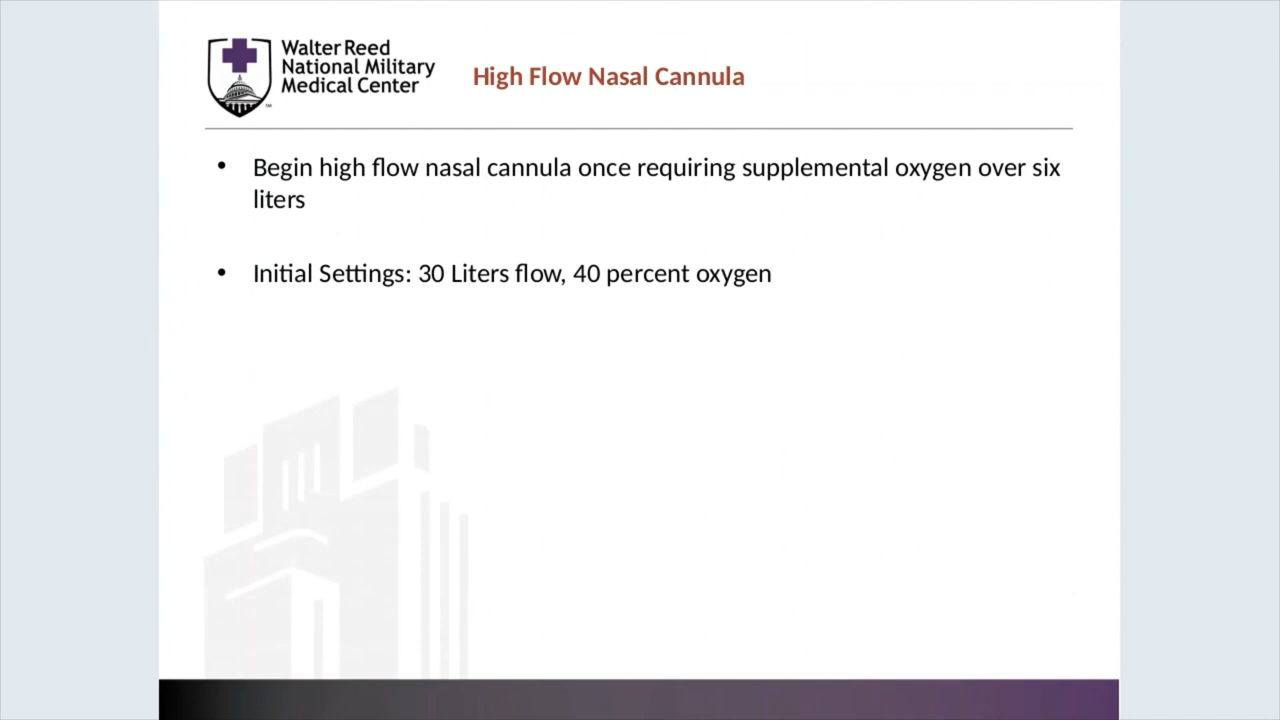 Walter Reed
National Military
Medical Center
High Flow Nasal Cannula
• Begin high flow nasal cannula once requiring supplemental oxygen over six
liters
• Initial Settings: 30 Liters flow, 40 percent oxygen